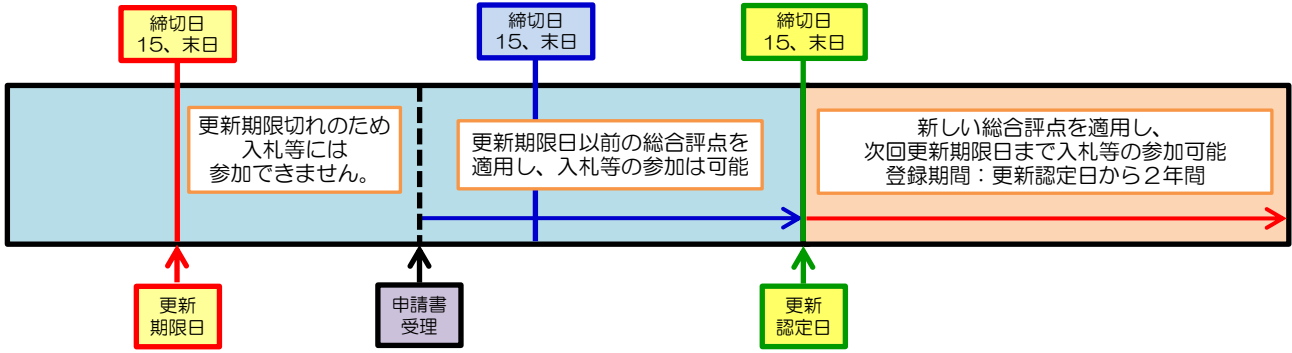 締切日
15、末日
締切日
15、末日
締切日
15、末日
更新期限切れのため
入札等には
参加できません。
更新期限日以前の総合評点を
適用し、入札等の参加は可能
新しい総合評点を適用し、
次回更新期限日まで入札等の参加可能
登録期間：更新認定日から２年間
更新
期限日
申請書
受理
更新
認定日